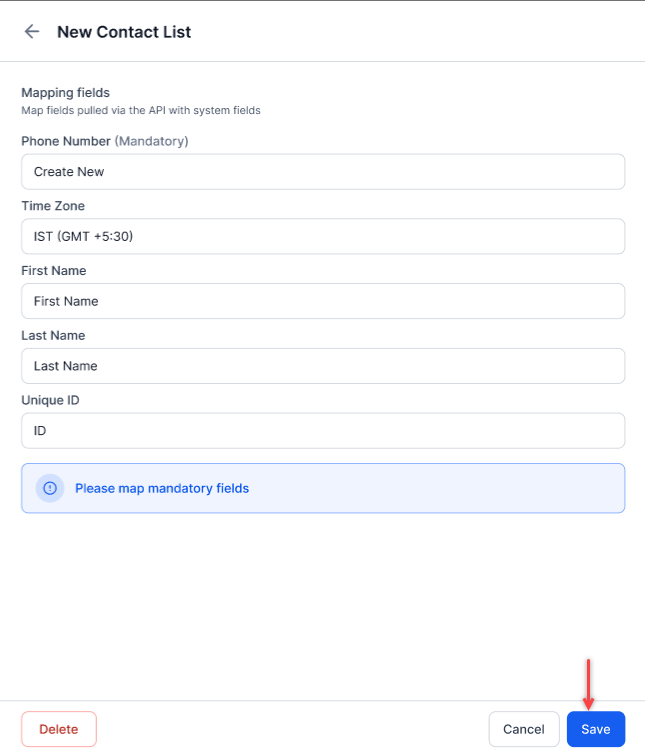 New Contact List
Mapping fields
Map fields pulled via the API with system fields
Phone Number (Mandatory)
Create New
Time Zone
IST (GMT +5:30)
First Name
First Name
Last Name
Last Name
Unique ID
ID
Please map mandatory fields
Delete
Cancel
Save